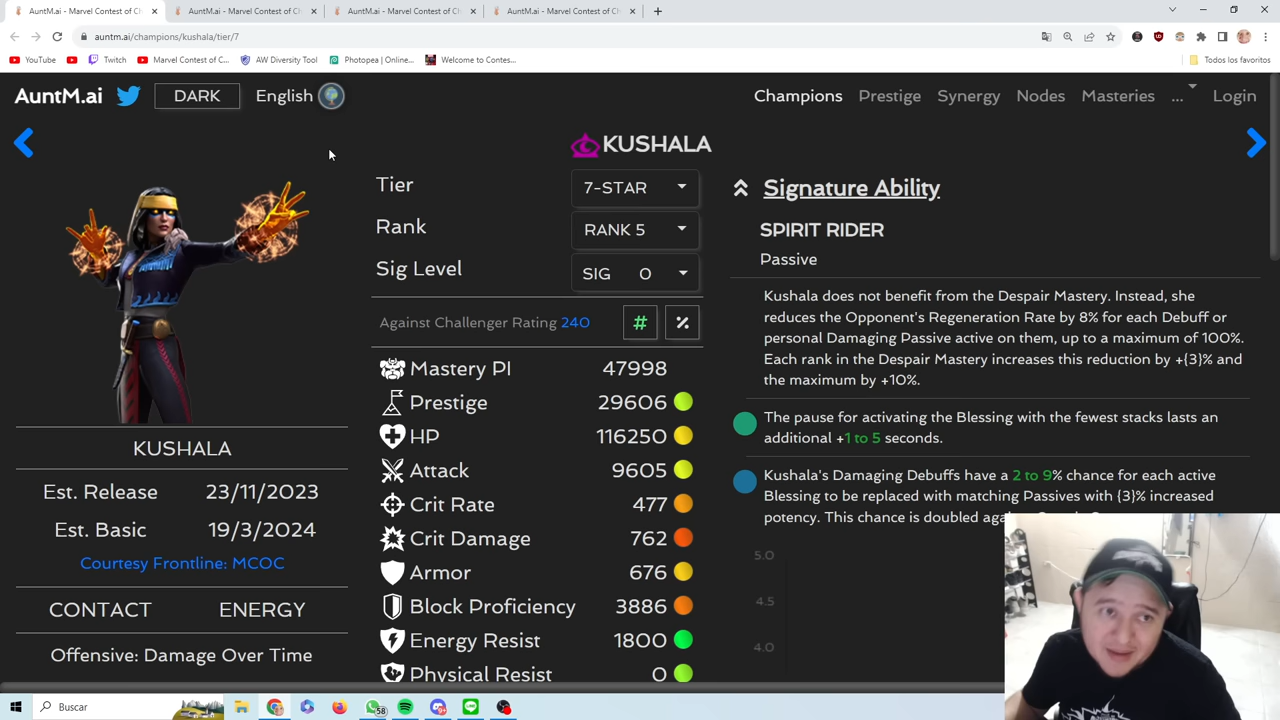 AuntM.ai - Marvel Contest of Ch
AuntM.ai - Marvel Contest of Ch
AuntM.ai - Marvel Contest of Ch
AuntM.ai - Marvel Contest of Ch
auntm.ai/champions/kushala/tier/7
YouTube
Twitch
Marvel Contest of C...
AW Diversity Tool
Photopea | Online...
Welcome to Contes...
Todos los favoritos
AuntM.ai
DARK
English
Champions
Prestige
Synergy
Nodes
Masteries
...
Login
KUSHALA
Tier
7-STAR
Rank
RANK 5
Sig Level
SIG 0
Against Challenger Rating 240
#
Mastery PI 47998
Prestige 29606
HP 116250
Attack 9605
Crit Rate 477
Crit Damage 762
Armor 676
Block Proficiency 3886
Energy Resist 1800
Physical Resist 0
KUSHALA
Est. Release 23/11/2023
Est. Basic 19/3/2024
Courtesy Frontline: MCOC
CONTACT ENERGY
Offensive: Damage Over Time
Signature Ability
SPIRIT RIDER
Passive
Kushala does not benefit from the Despair Mastery. Instead, she
reduces the Opponent's Regeneration Rate by 8% for each Debuff or
personal Damaging Passive active on them, up to a maximum of 100%.
Each rank in the Despair Mastery increases this reduction by +{3}% and
the maximum by +10%.
The pause for activating the Blessing with the fewest stacks lasts an
additional +1 to 5 seconds.
Kushala's Damaging Debuffs have a 2 to 9% chance for each active
Blessing to be replaced with matching Passives with {3}% increased
potency. This chance is doubled
5.0
4.5
4.0
Buscar
58